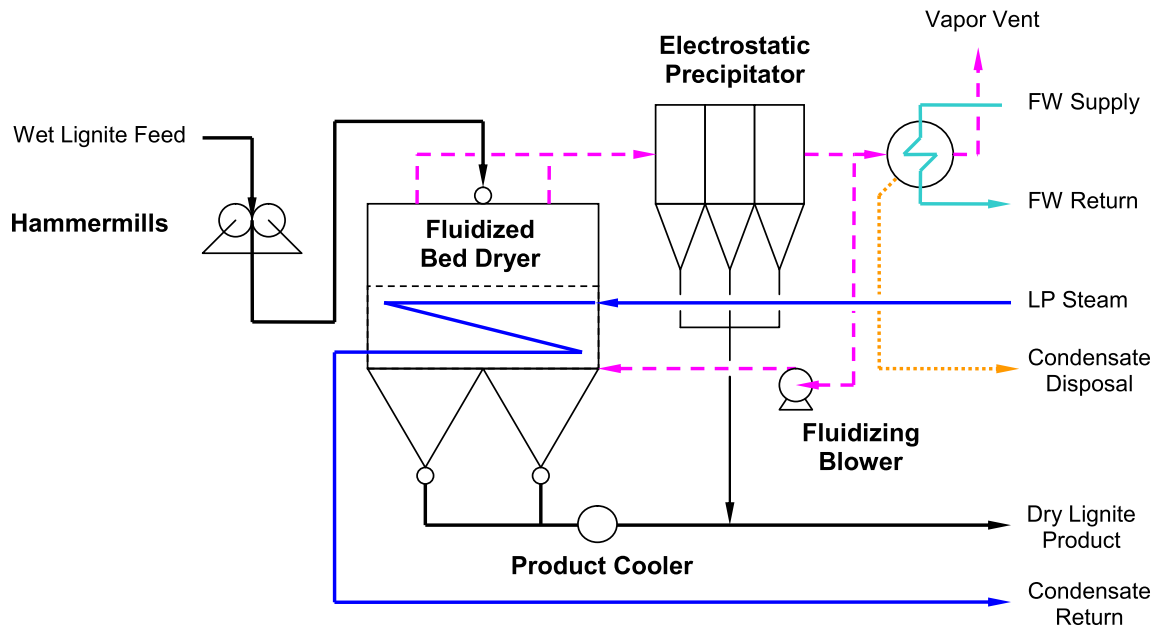 Vapor Vent
Electrostatic
Precipitator
FW Supply
Wet Lignite Feed
FW Return
Hammermills
Fluidized
Bed Dryer
LP Steam
Condensate
Disposal
Fluidizing
Blower
Dry Lignite
Product
Product Cooler
Condensate
Return